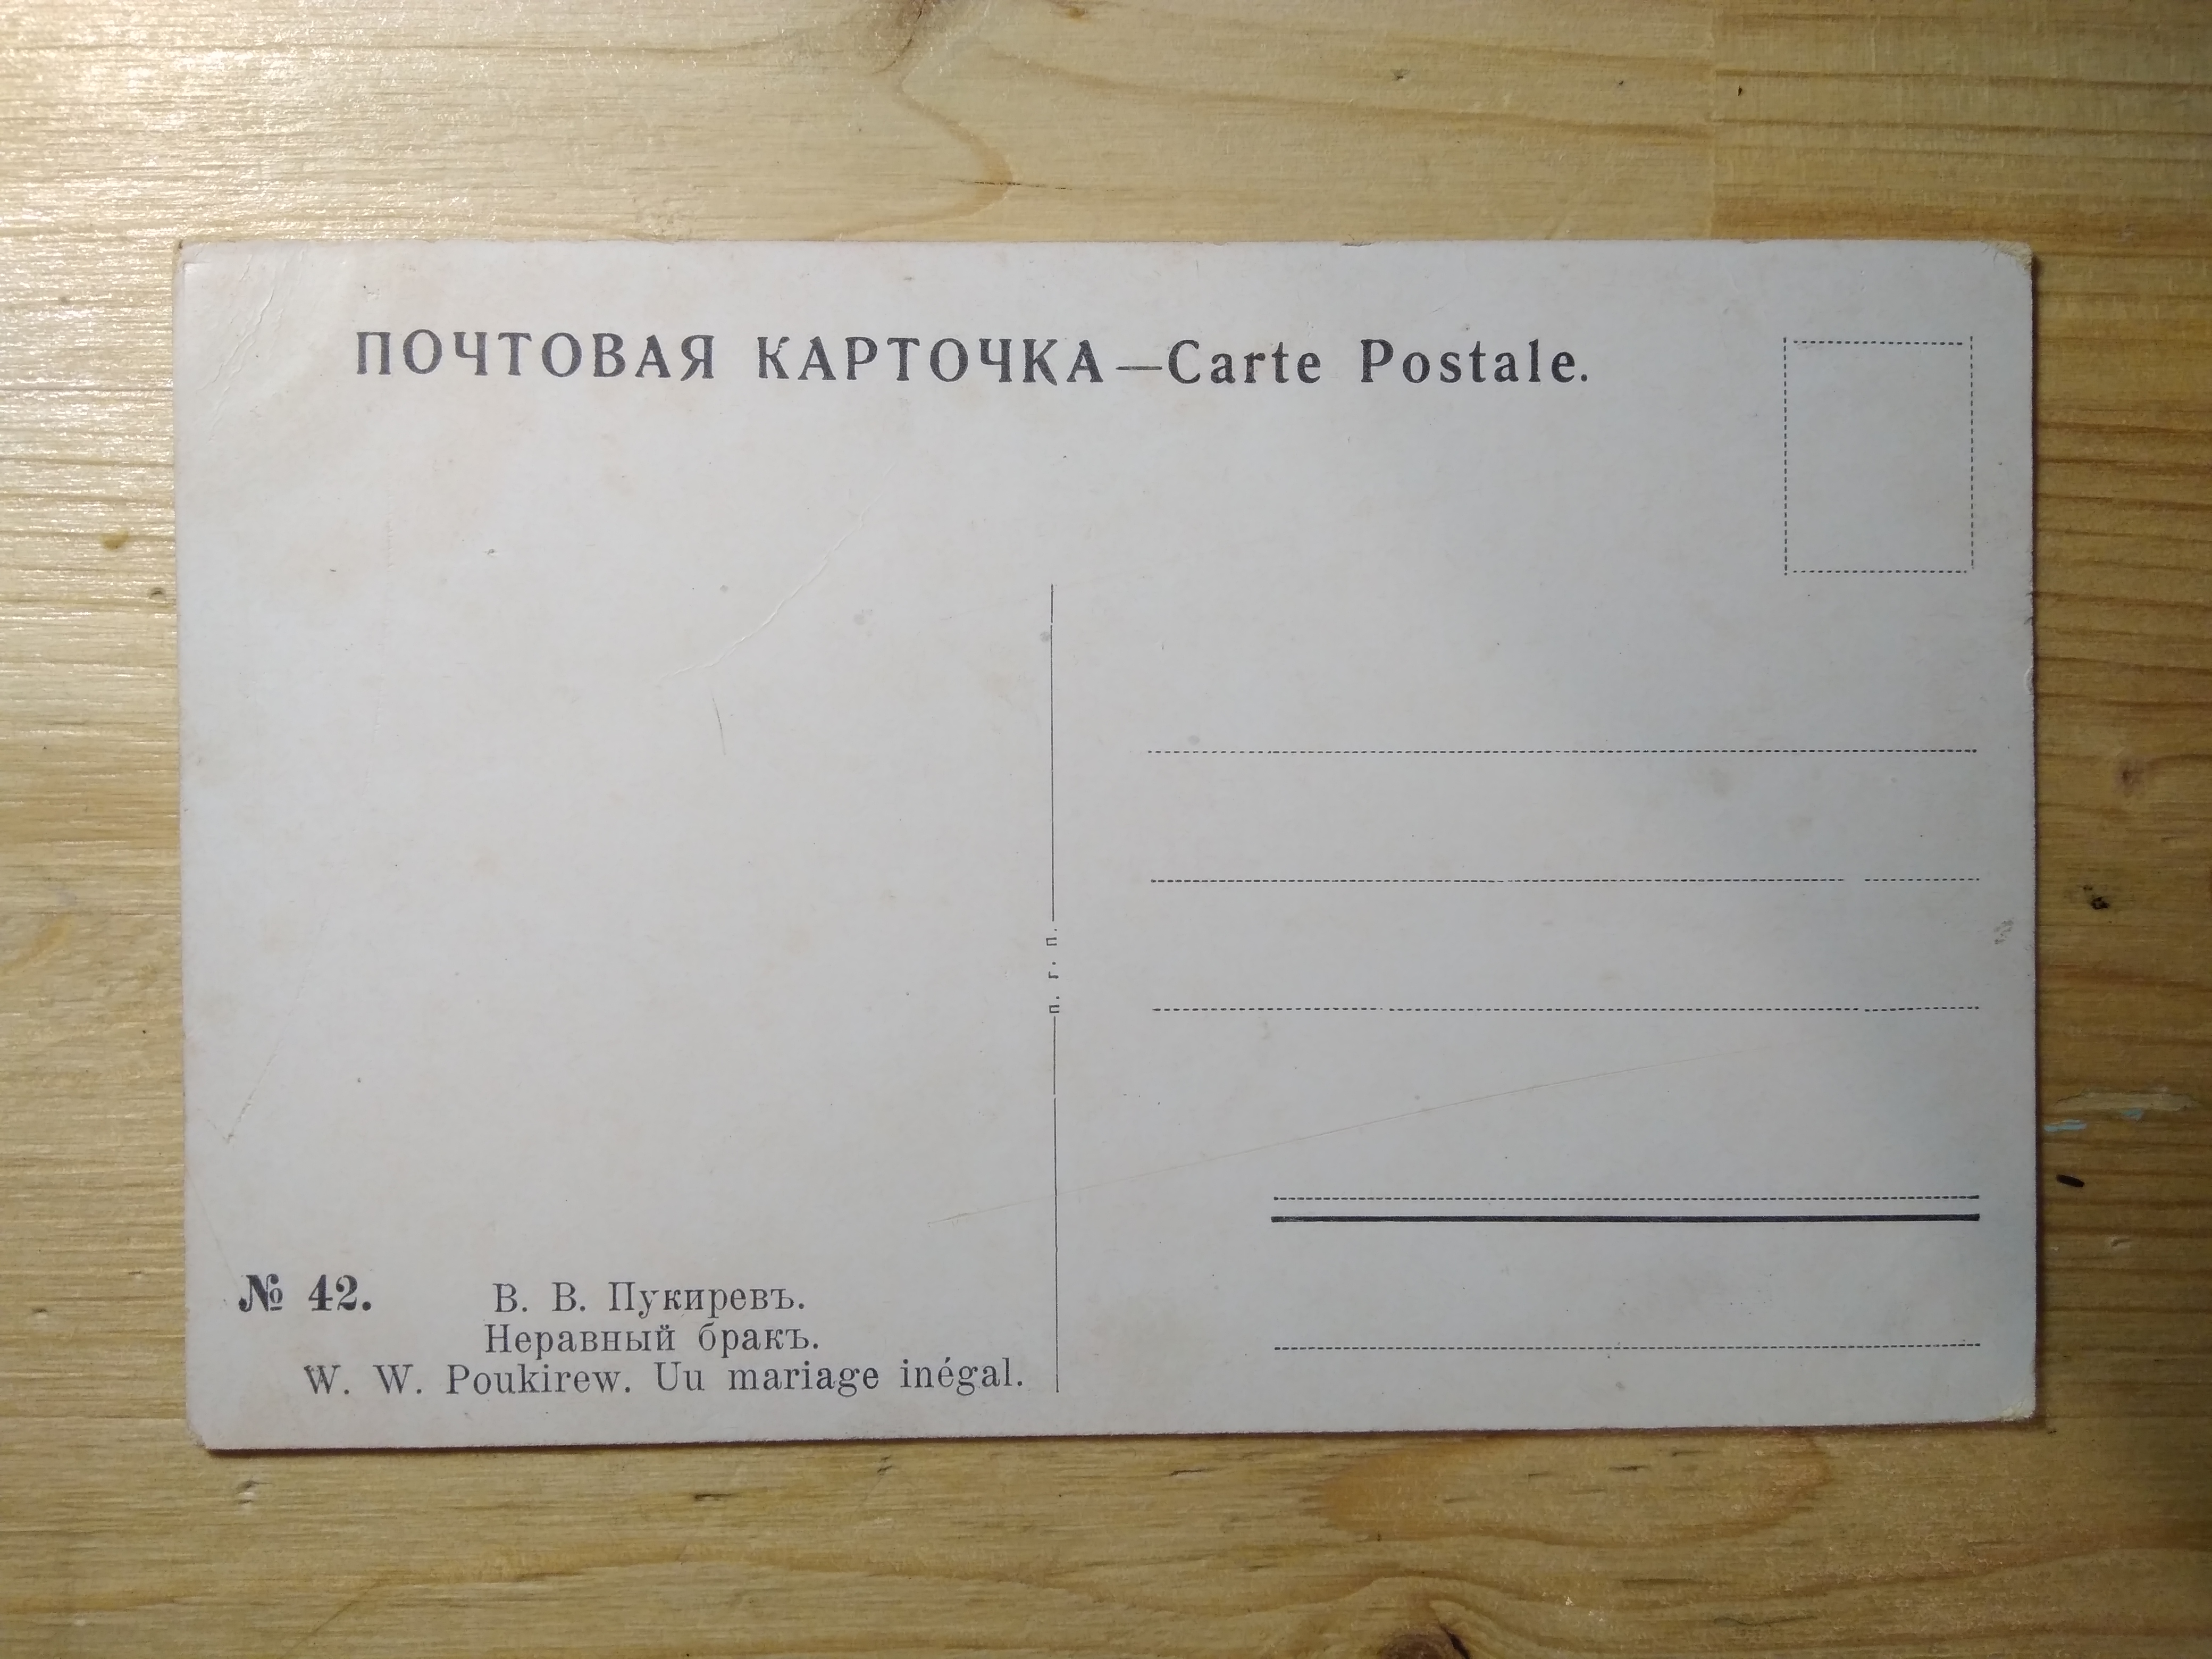 ПОЧТОВАЯ КАРТОЧКА—Carte Postale.
п. г. п.
№ 42. В. В. Пукиревъ.
Неравный бракъ.
W. W. Poukirew. Uu mariage inégal.